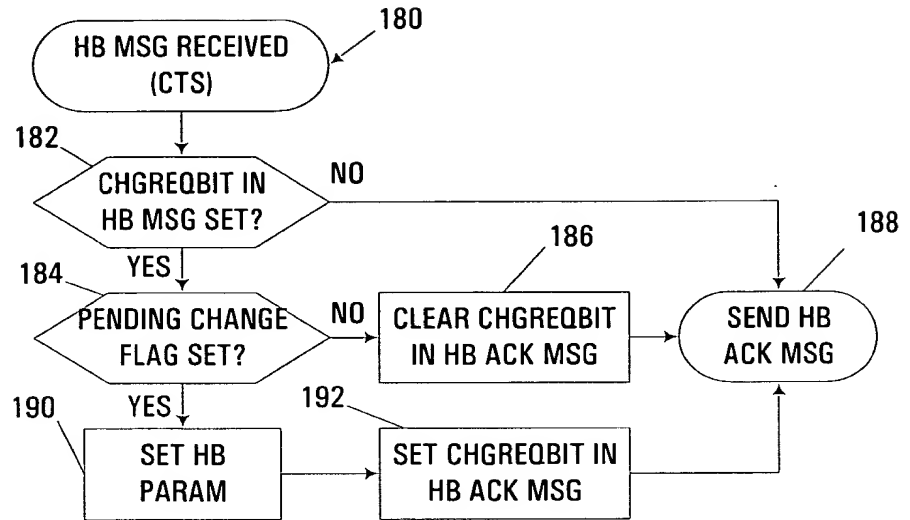 HB MSG RECEIVED
(CTS)
180
182
CHGREQBIT IN
HB MSG SET?
NO
YES
184
PENDING CHANGE
FLAG SET?
NO
186
CLEAR CHGREQBIT
IN HB ACK MSG
188
SEND HB
ACK MSG
YES
190
SET HB
PARAM
192
SET CHGREQBIT IN
HB ACK MSG